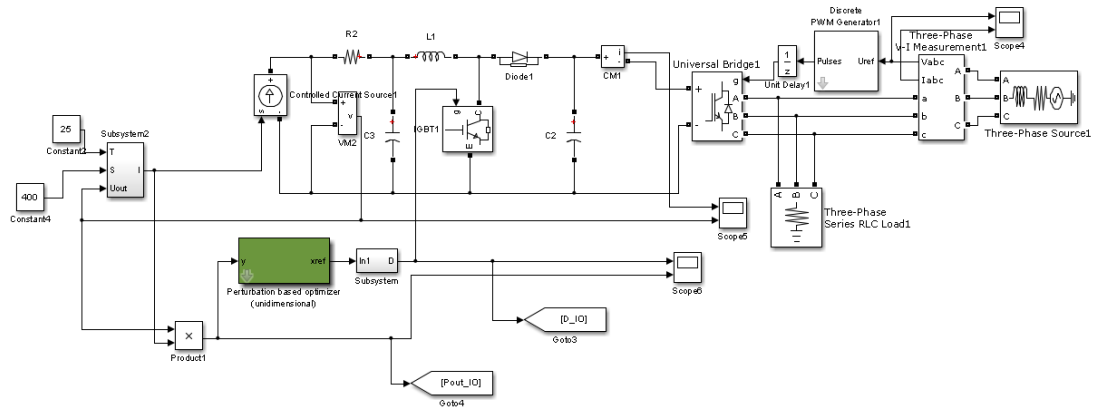 Discrete
PWM Generator1
Scope4
Three-Phase
V-I Measurement1
R2
L1
Diode1
CM1
Universal Bridge1
Unit Delay1
Pulses
Uref
Vabc
Iabc
A
a
B
b
C
c
A
B
C
Three-Phase Source1
g
A
B
C
+
-
1
z
i
+
-
+
s
-
Controlled Current Source1
+
v
-
VM2
C3
IGBT1
g
C
E
C2
25
Constant2
Subsystem2
T
S
I
Uout
400
Constant4
A
B
C
Three-Phase
Series RLC Load1
Scope5
y
xref
Perturbation based optimizer
(unidimensional)
In1
D
Subsystem
Scope6
[D_IO]
Goto3
×
Product1
[Pout_IO]
Goto4